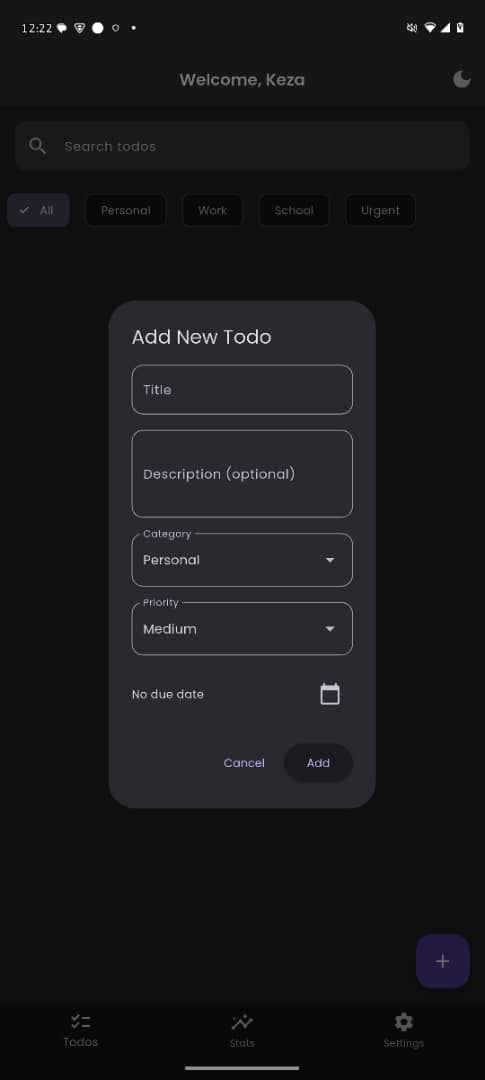 12:22
Welcome, Keza
Search todos
All Personal Work School Urgent
Add New Todo
Title
Description (optional)
Category
Personal
Priority
Medium
No due date
Cancel Add
Todos Stats Settings